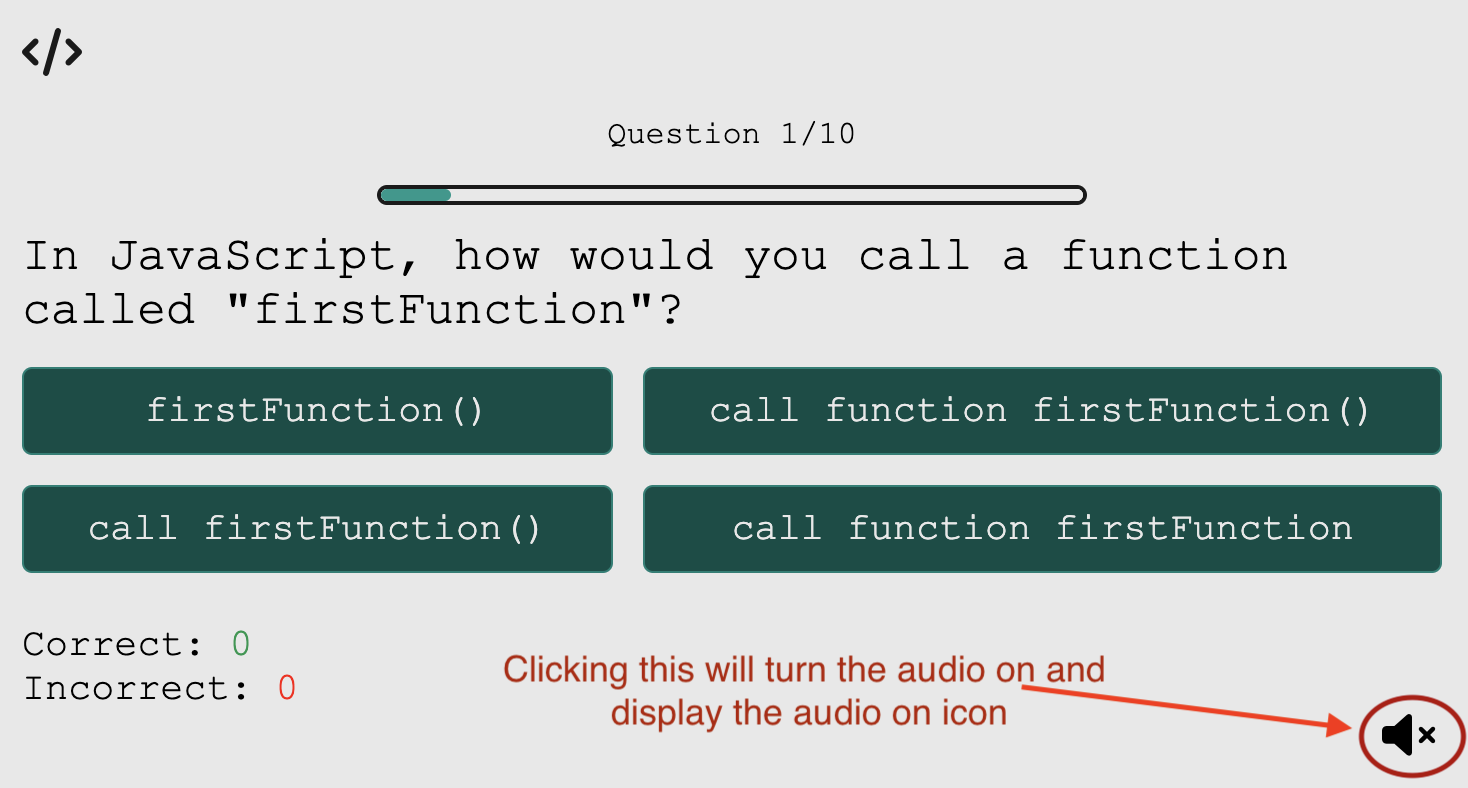 </>
Question 1/10
In JavaScript, how would you call a function
called "firstFunction"?
firstFunction()
call function firstFunction()
call firstFunction()
call function firstFunction
Correct: 0
Incorrect: 0
Clicking this will turn the audio on and
display the audio on icon